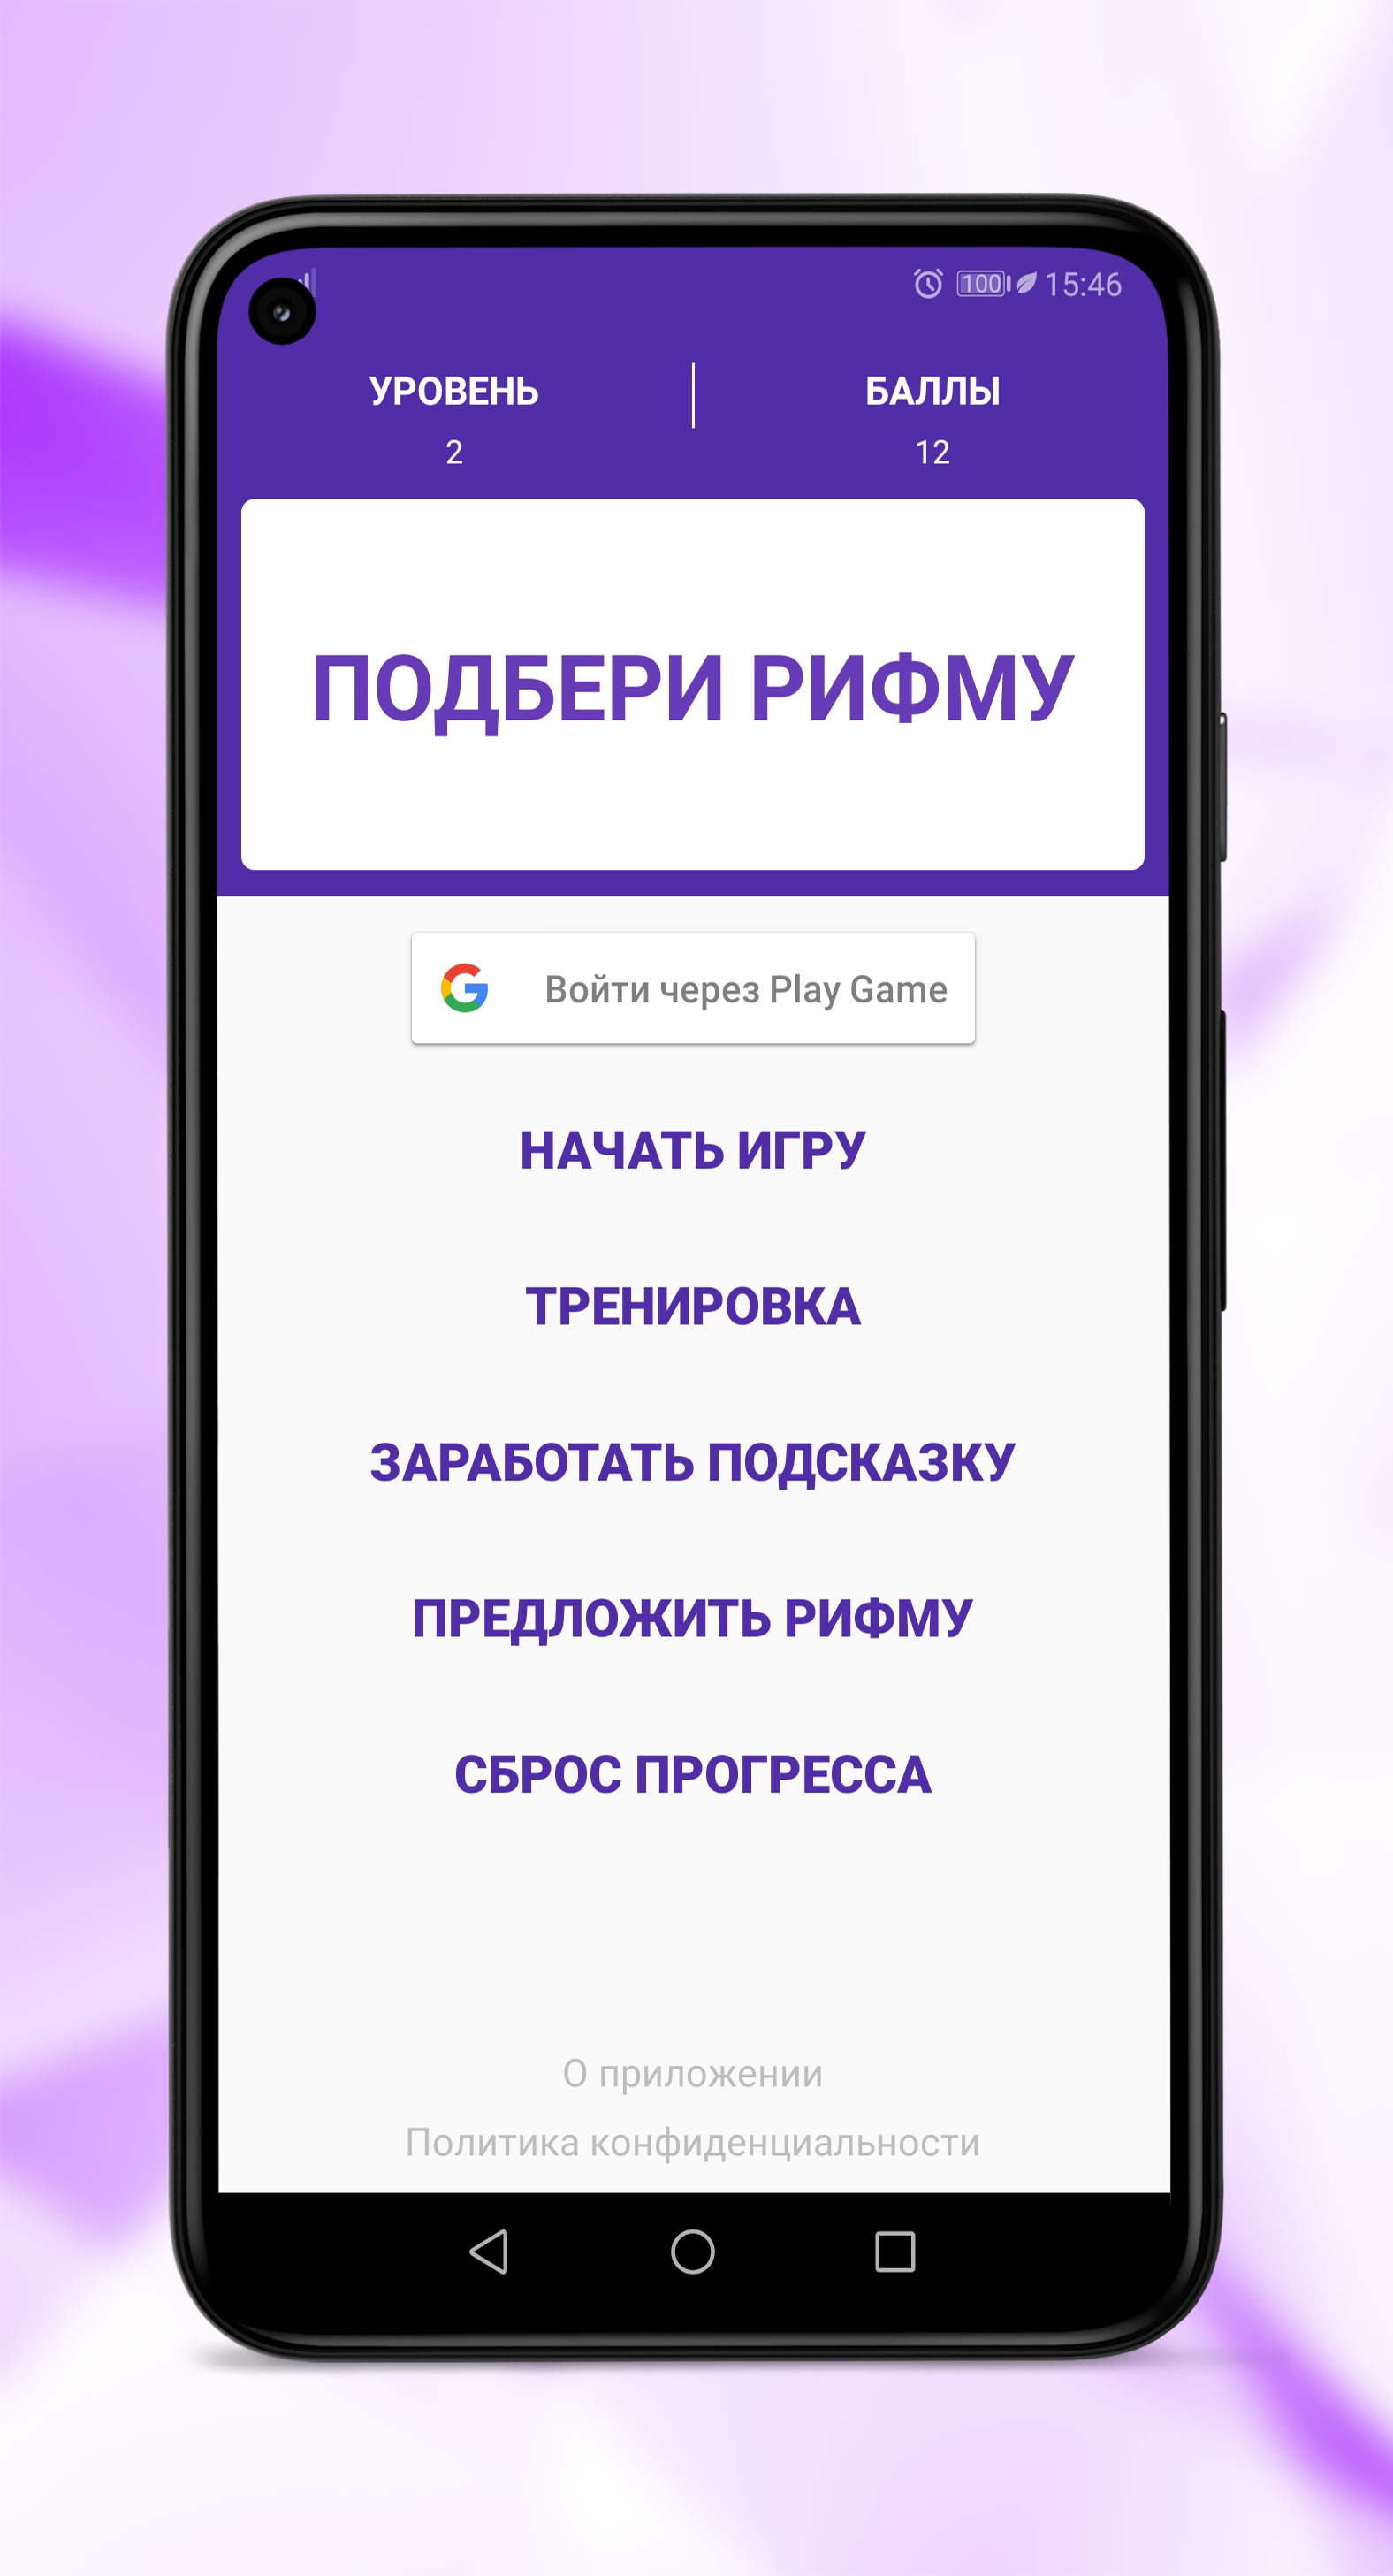 100 15:46
УРОВЕНЬ БАЛЛЫ
2 12
ПОДБЕРИ РИФМУ
G Войти через Play Game
НАЧАТЬ ИГРУ
ТРЕНИРОВКА
ЗАРАБОТАТЬ ПОДСКАЗКУ
ПРЕДЛОЖИТЬ РИФМУ
СБРОС ПРОГРЕССА
О приложении
Политика конфиденциальности